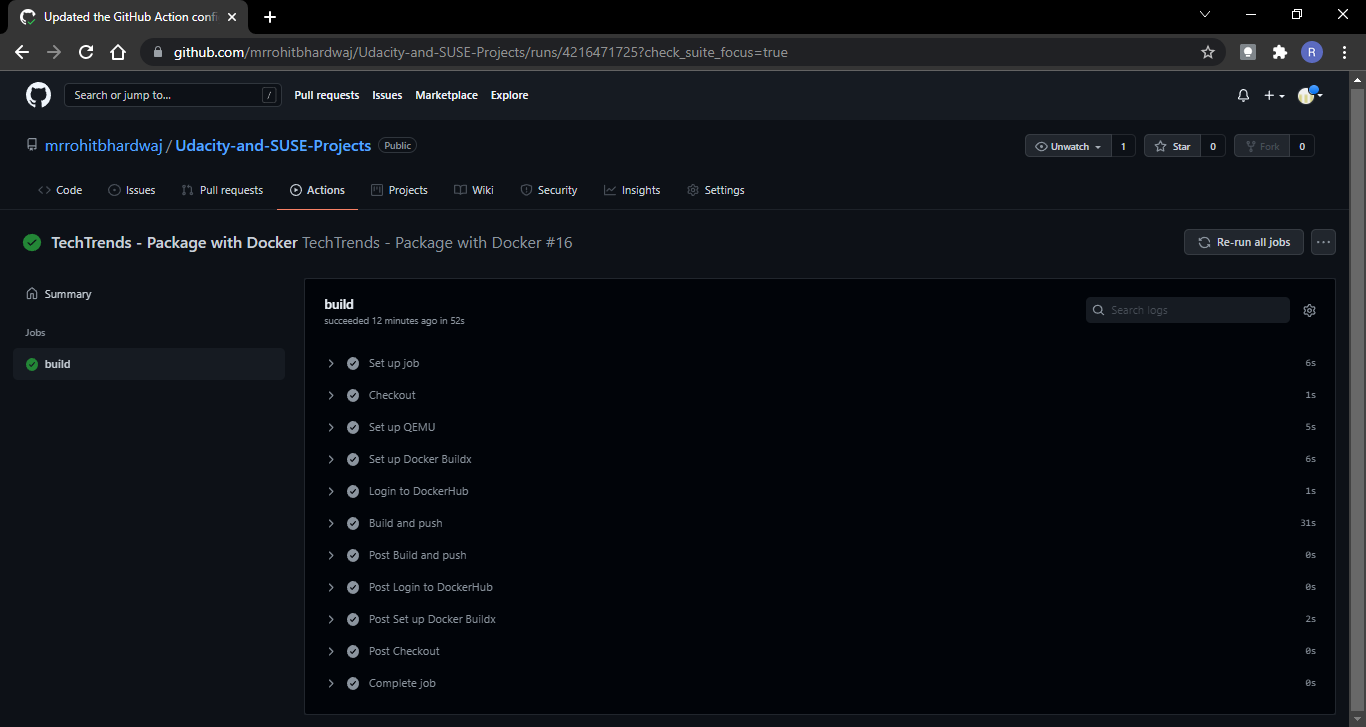 Updated the GitHub Action confi
github.com/mrrohitbhardwaj/Udacity-and-SUSE-Projects/runs/4216471725?check_suite_focus=true
R
Search or jump to... /
Pull requests Issues Marketplace Explore
mrrohitbhardwaj / Udacity-and-SUSE-Projects Public
Unwatch 1 Star 0 Fork 0
Code Issues Pull requests Actions Projects Wiki Security Insights Settings
TechTrends - Package with Docker TechTrends - Package with Docker #16
Re-run all jobs
Summary
Jobs
build
build
succeeded 12 minutes ago in 52s
Search logs
Set up job 6s
Checkout 1s
Set up QEMU 5s
Set up Docker Buildx 6s
Login to DockerHub 1s
Build and push 31s
Post Build and push 0s
Post Login to DockerHub 0s
Post Set up Docker Buildx 2s
Post Checkout 0s
Complete job 0s